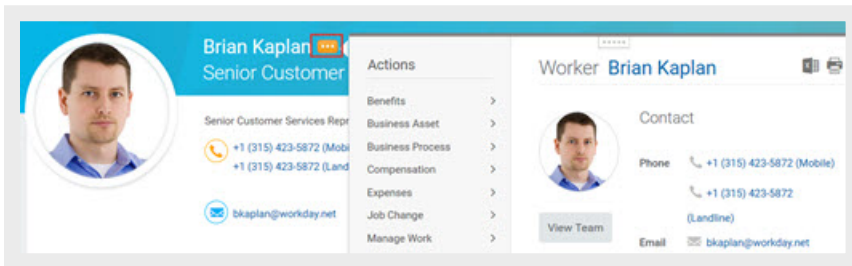 Brian Kaplan
Senior Customer
Senior Customer Services Repr
+1 (315) 423-5872 (Mobi
+1 (315) 423-5872 (Land
bkaplan@workday.net
Actions
Benefits
Business Asset
Business Process
Compensation
Expenses
Job Change
Manage Work
Worker Brian Kaplan
Contact
Phone +1 (315) 423-5872 (Mobile)
+1 (315) 423-5872
(Landline)
View Team
Email bkaplan@workday.net